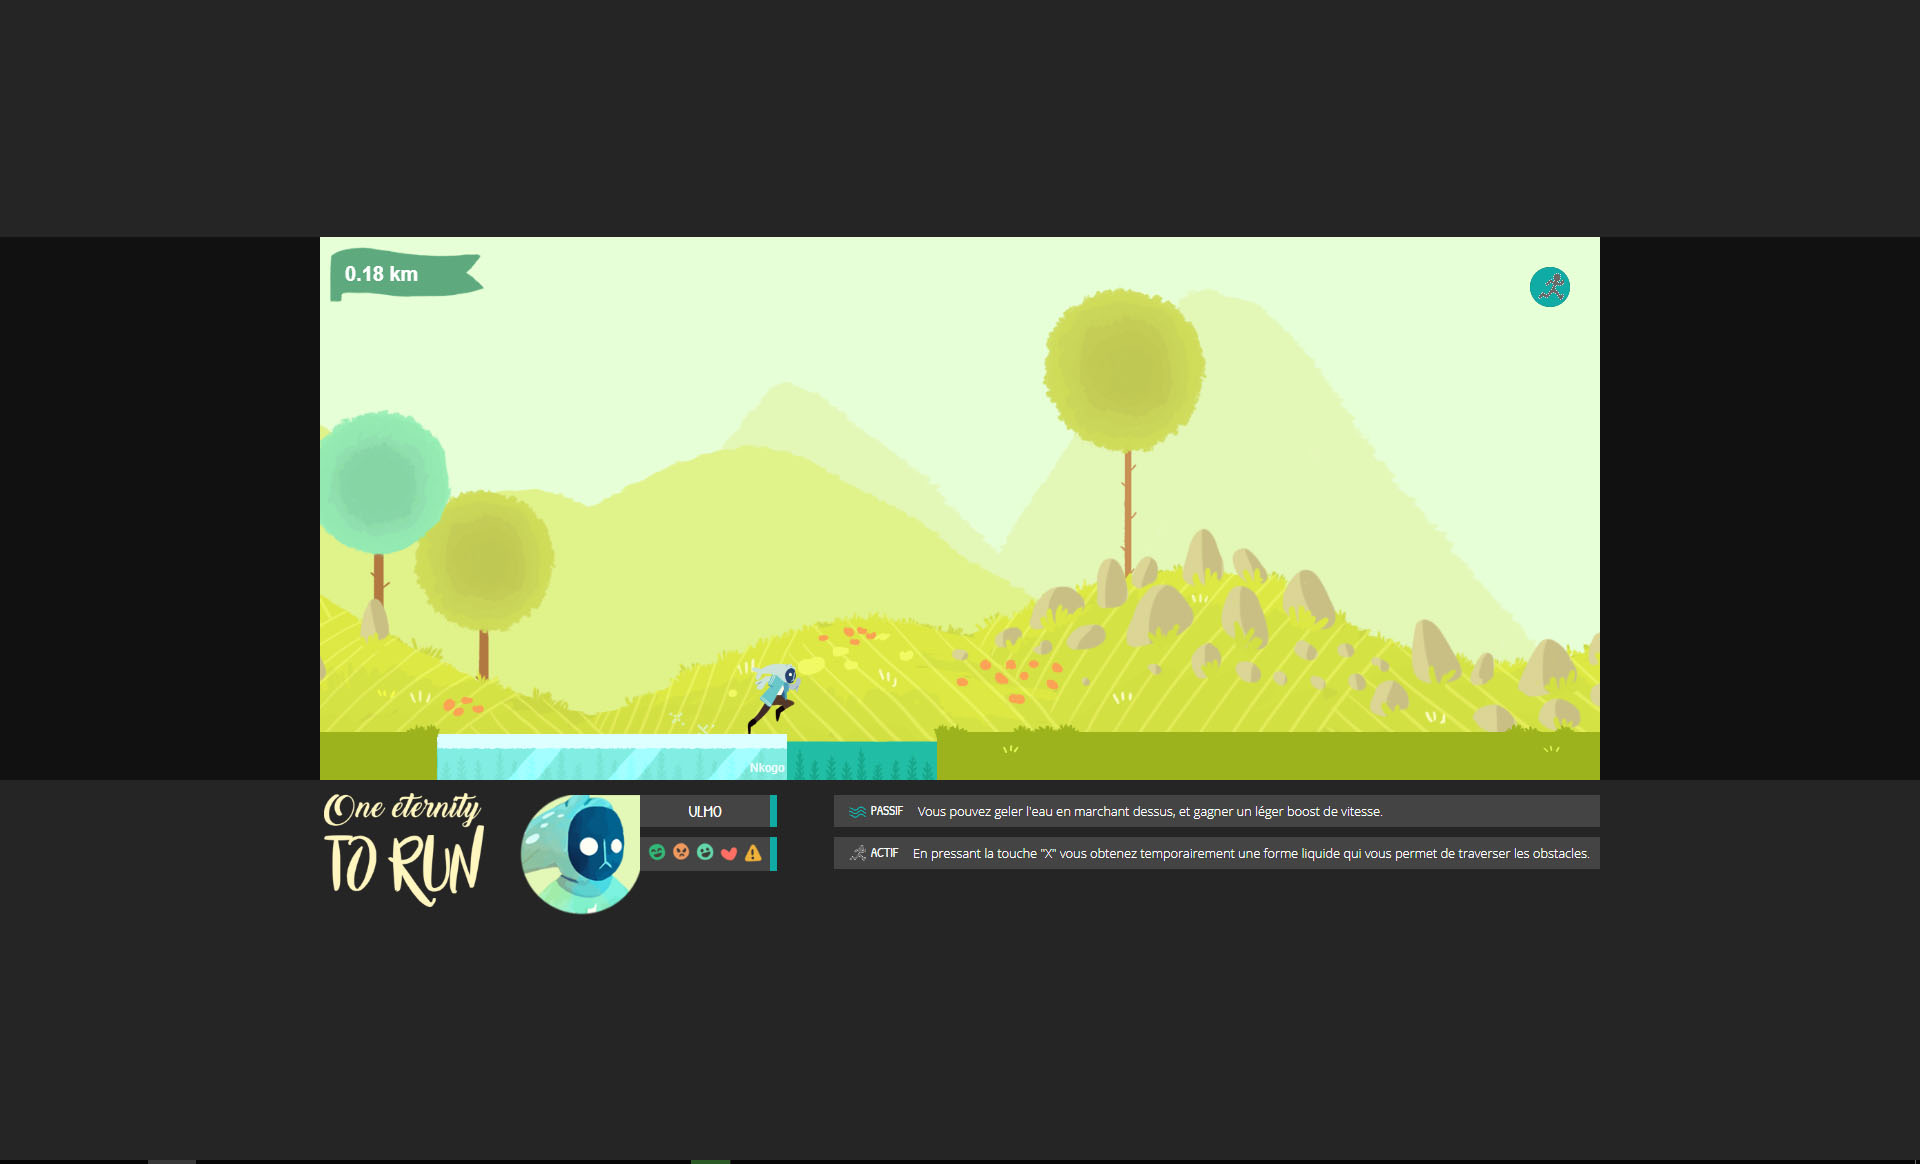 0.18 km
Nkogo
One éternity
TO RUN
ULMO
PASSIF Vous pouvez geler l'eau en marchant dessus, et gagner un léger boost de vitesse.
ACTIF En pressant la touche "X" vous obtenez temporairement une forme liquide qui vous permet de traverser les obstacles.